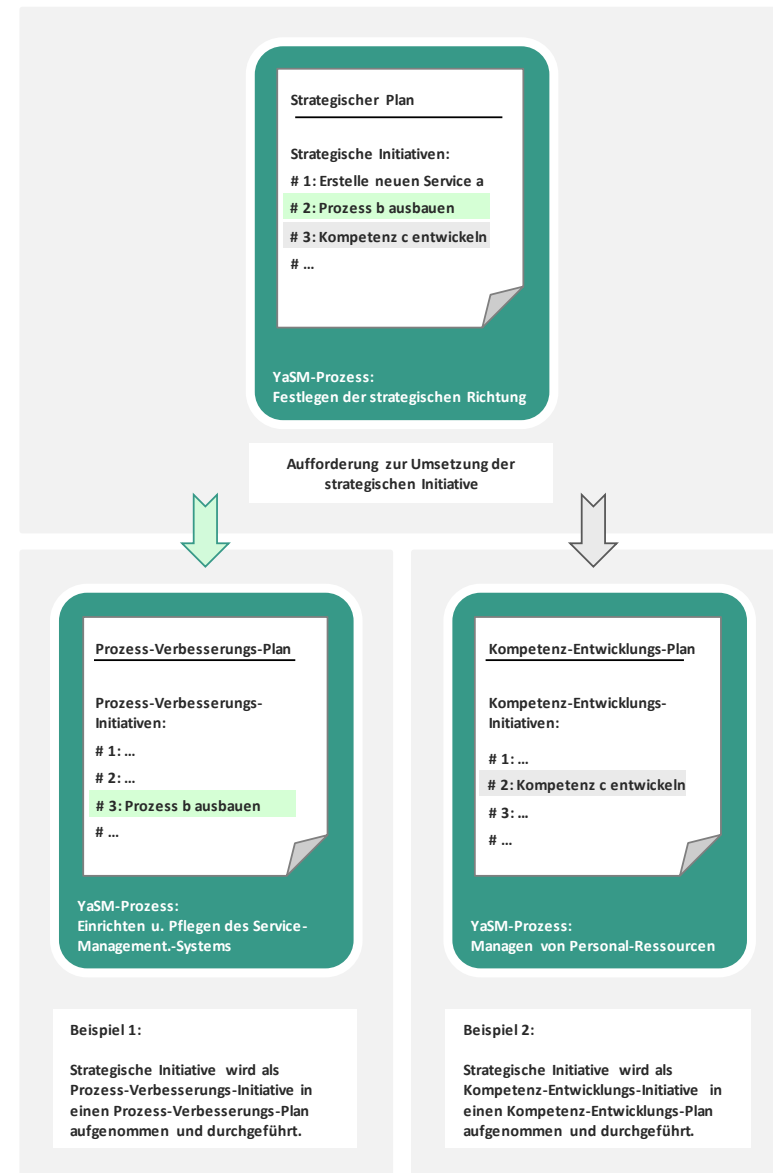 Strategischer Plan
Strategische Initiativen:
# 1: Erstelle neuen Service a
# 2: Prozess b ausbauen
# 3: Kompetenz c entwickeln
# …
YaSM-Prozess:
Festlegen der strategischen Richtung
Aufforderung zur Umsetzung der
strategischen Initiative
Prozess-Verbesserungs-Plan
Prozess-Verbesserungs-
Initiativen:
# 1: …
# 2: …
# 3: Prozess b ausbauen
# …
YaSM-Prozess:
Einrichten u. Pflegen des Service-
Management.-Systems
Beispiel 1:
Strategische Initiative wird als
Prozess-Verbesserungs-Initiative in
einen Prozess-Verbesserungs-Plan
aufgenommen und durchgeführt.
Kompetenz-Entwicklungs-Plan
Kompetenz-Entwicklungs-
Initiativen:
# 1: …
# 2: Kompetenz c entwickeln
# 3: …
# …
YaSM-Prozess:
Managen von Personal-Ressourcen
Beispiel 2:
Strategische Initiative wird als
Kompetenz-Entwicklungs-Initiative in
einen Kompetenz-Entwicklungs-Plan
aufgenommen und durchgeführt.